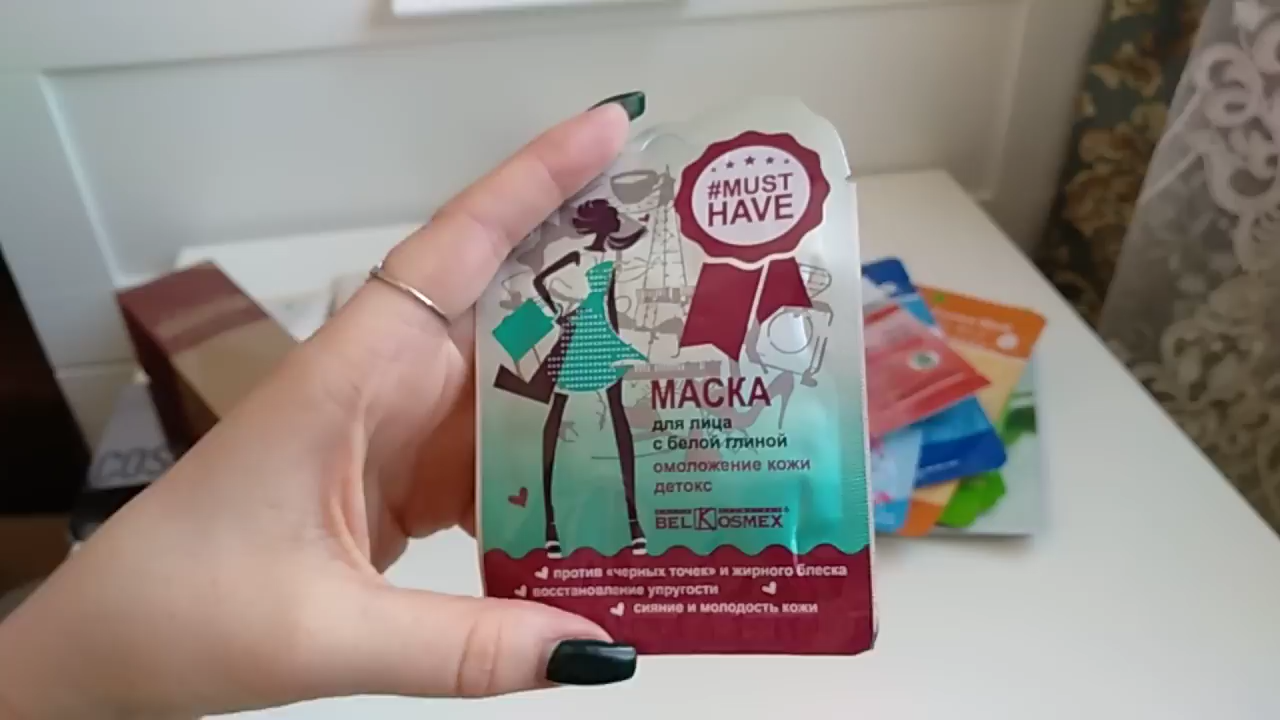 #MUST
HAVE
МАСКА
для лица
с белой глиной
омоложение кожи
детокс
BELKOSMEX
против «черных точек» и жирного блеска
восстановление упругости
сияние и молодость кожи
COS